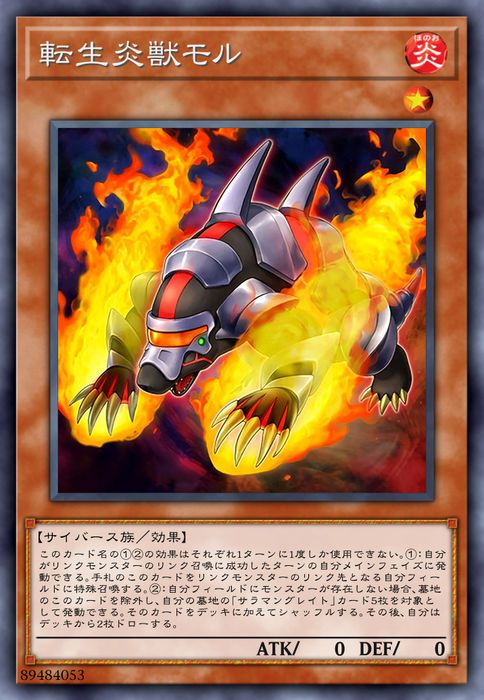 転生炎獣モル
ほのお
炎
【サイバース族／効果】
このカード名の①②の効果はそれぞれ1ターンに1度しか使用できない。①：自分
がリンクモンスターのリンク召喚に成功したターンの自分メインフェイズに発
動できる。手札のこのカードをリンクモンスターのリンク先となる自分フィー
ルドに特殊召喚する。②：自分フィールドにモンスターが存在しない場合、墓地
のこのカードを除外し、自分の墓地の「サラマングレイト」カード5枚を対象と
して発動できる。そのカードをデッキに加えてシャッフルする。その後、自分は
デッキから2枚ドローする。
ATK/ 0 DEF/ 0
89484053